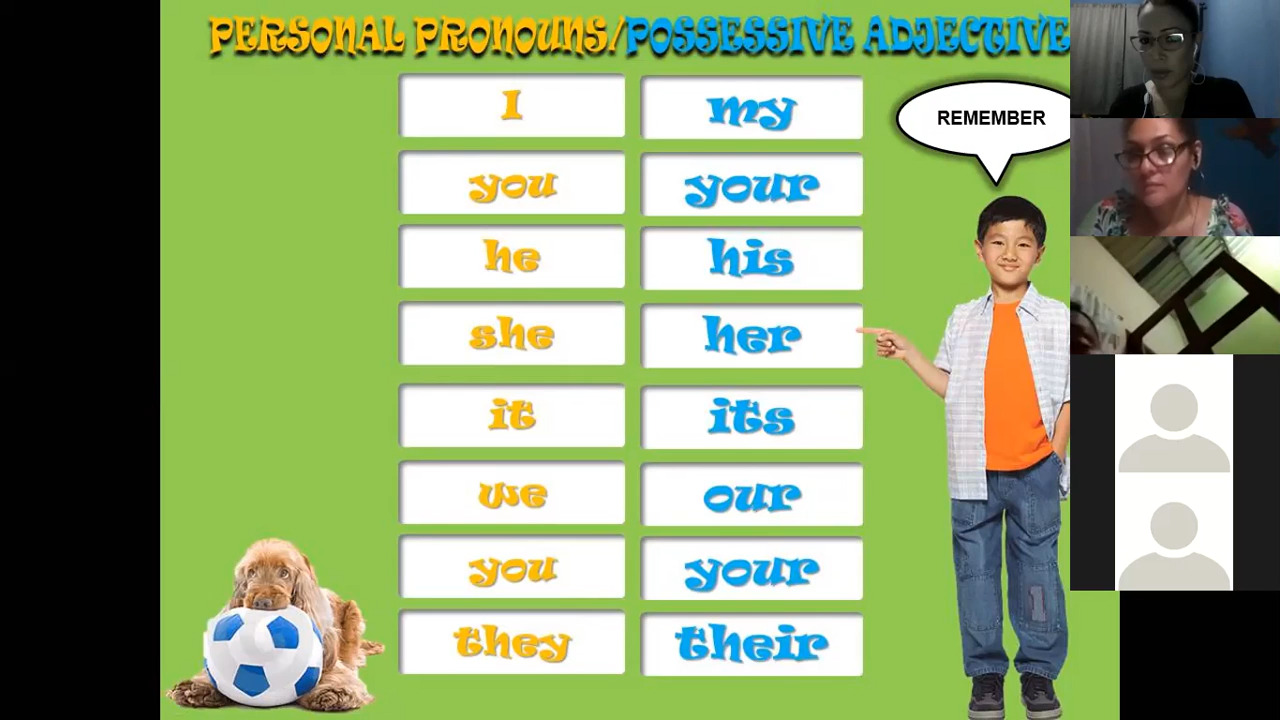 PERSONAL PRONOUNS/POSSESSIVE ADJECTIVE
I my
REMEMBER
you your
he his
she her
it its
we our
you your
they their
1